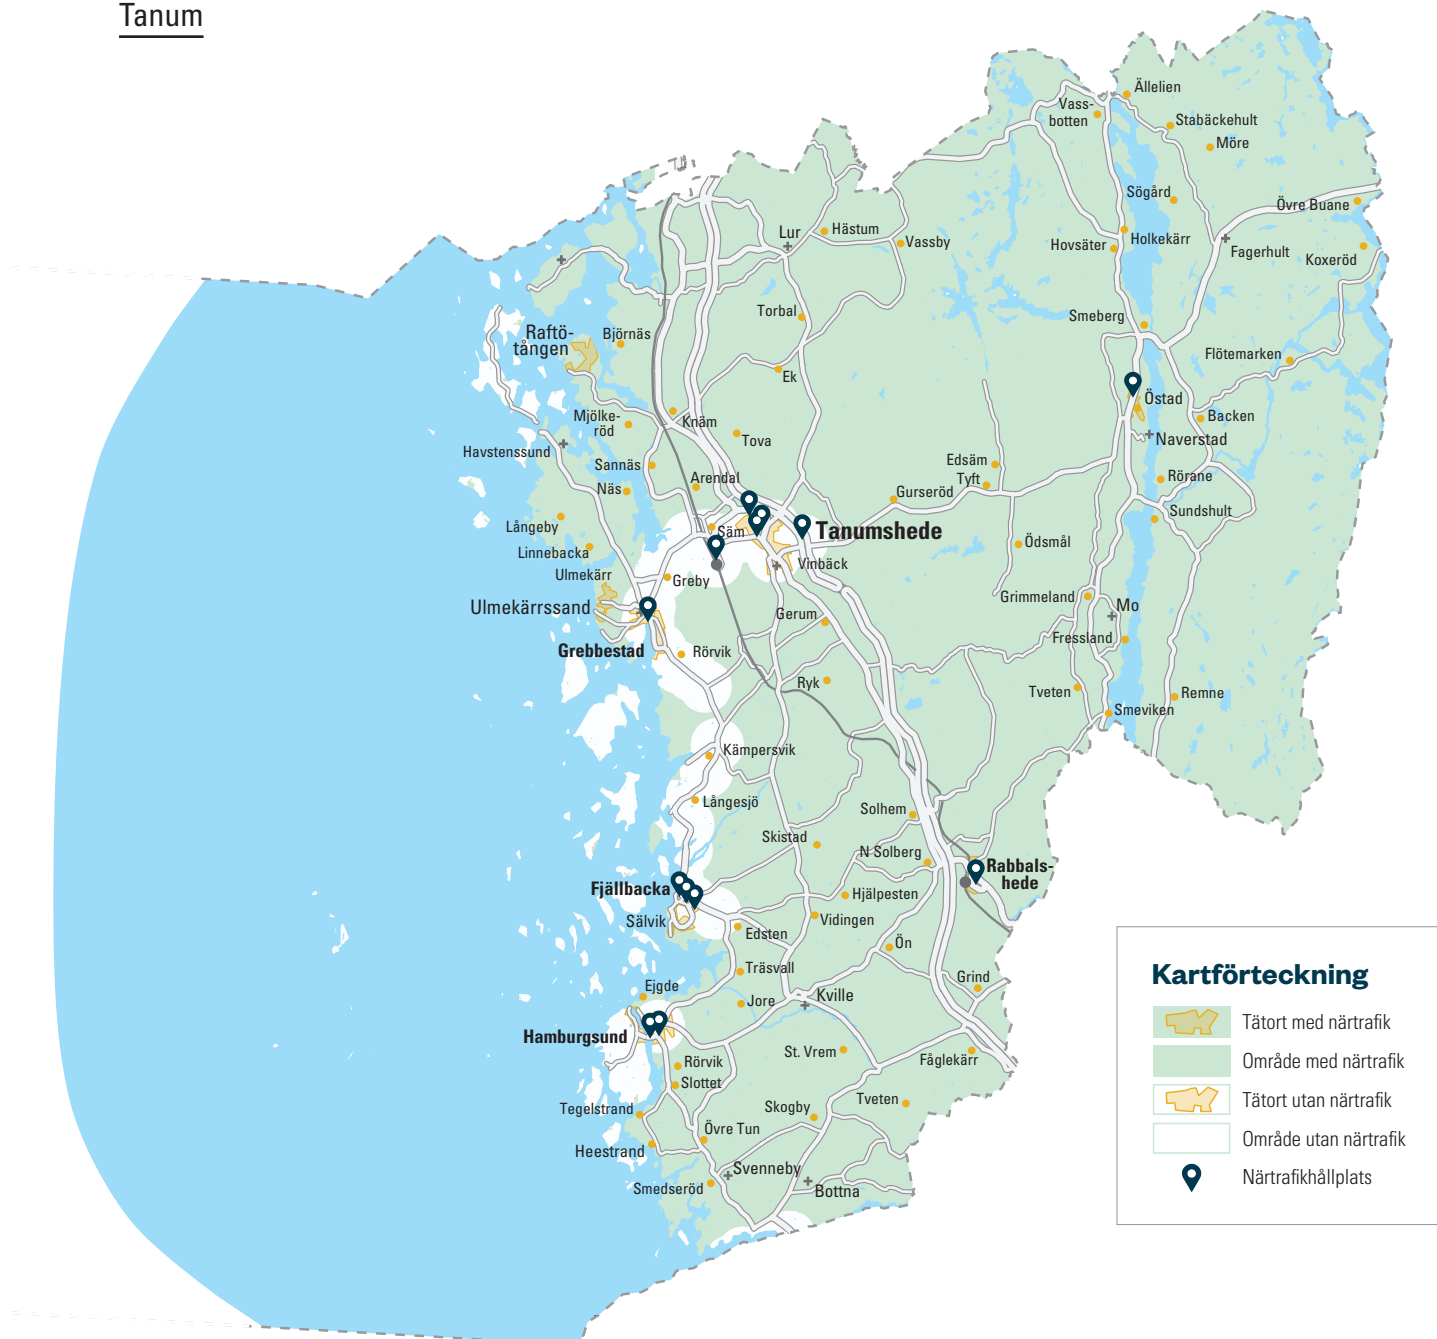 Tanum
Ällelien
Vass-
botten
Stabäckehult
Möre
Sögård
Övre Buane
Lur
Hästum
Vassby
Hovsäter
Holkekärr
Fagerhult
Koxeröd
Torbal
Smeberg
Raftö-
tången
Björnäs
Flötemarken
Ek
Östad
Mjölke-
röd
Knäm
Backen
Tova
Naverstad
Havstenssund
Sannäs
Edsäm
Arendal
Tyft
Rörane
Näs
Gurseröd
Sundshult
Långeby
Säm
Tanumshede
Linnebacka
Ödsmål
Ulmekärr
Vinbäck
Greby
Ulmekärrssand
Grimmeland
Mo
Gerum
Fressland
Grebbestad
Rörvik
Ryk
Tveten
Remne
Smeviken
Kämpersvik
Långesjö
Solhem
Skistad
N Solberg
Rabbals-
hede
Fjällbacka
Hjälpesten
Sälvik
Vidingen
Edsten
Ön
Träsvall
Grind
Ejgde
Jore
Kville
Hamburgsund
St. Vrem
Fåglekärr
Rörvik
Slottet
Tegelstrand
Skogby
Tveten
Övre Tun
Heestrand
Svenneby
Smedseröd
Bottna
Kartförteckning
Tätort med närtrafik
Område med närtrafik
Tätort utan närtrafik
Område utan närtrafik
Närtrafikhållplats